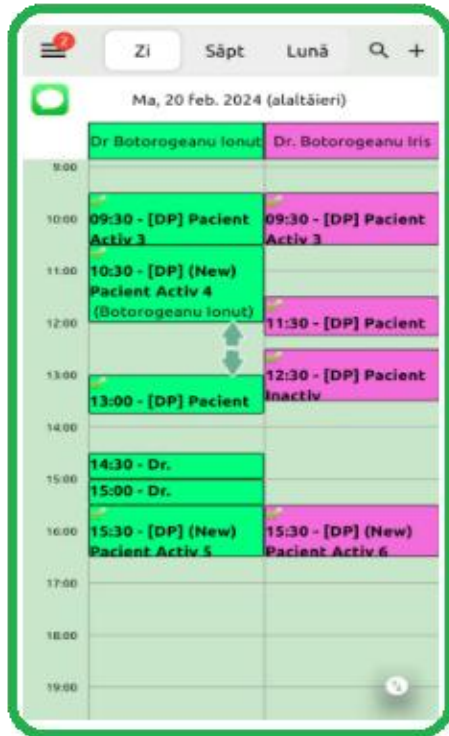 2
Zi Săpt Lună +
Ma, 20 feb. 2024 (alaltăieri)
Dr Botorogeanu Ionut Dr. Botorogeanu Iris
9:00
10:00
11:00
12:00
13:00
14:00
15:00
16:00
17:00
18:00
19:00
09:30 - [DP] Pacient
Activ 3
10:30 - [DP] (New)
Pacient Activ 4
(Botorogeanu Ionut)
13:00 - [DP] Pecient
14:30 - Dr.
15:00 - Dr.
15:30 - [DP] (New)
Pacient Activ 5
09:30 - [DP] Pacient
Activ 3
11:30 - [DP] Pacient
12:30 - [DP] Pacient
Inactiv
15:30 - [DP] (New)
Pacient Activ 6